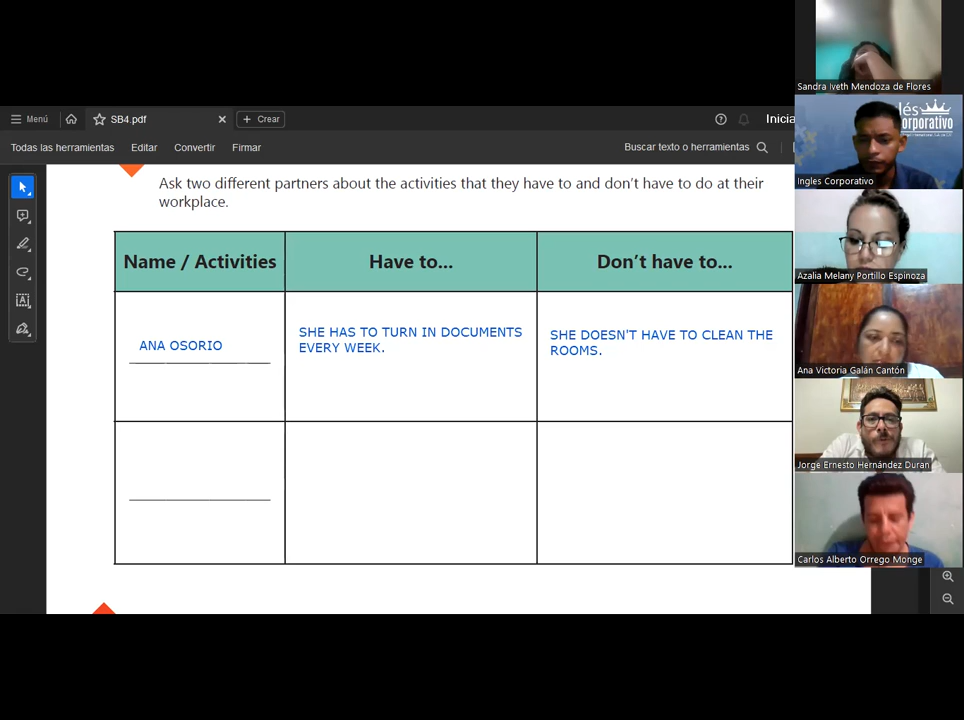 Menú
SB4.pdf
Crear
Inicia
Todas las herramientas
Editar
Convertir
Firmar
Buscar texto o herramientas
Ask two different partners about the activities that they have to and don't have to do at their
workplace.
Name / Activities
Have to...
Don't have to...
ANA OSORIO
SHE HAS TO TURN IN DOCUMENTS
EVERY WEEK.
SHE DOESN'T HAVE TO CLEAN THE
ROOMS.
Sandra Iveth Mendoza de Flores
lés
orporativo
Ingles Corporativo
Azalia Melany Portillo Espinoza
Ana Victoria Galán Cantón
Jorge Ernesto Hernández Duran
Carlos Alberto Orrego Monge